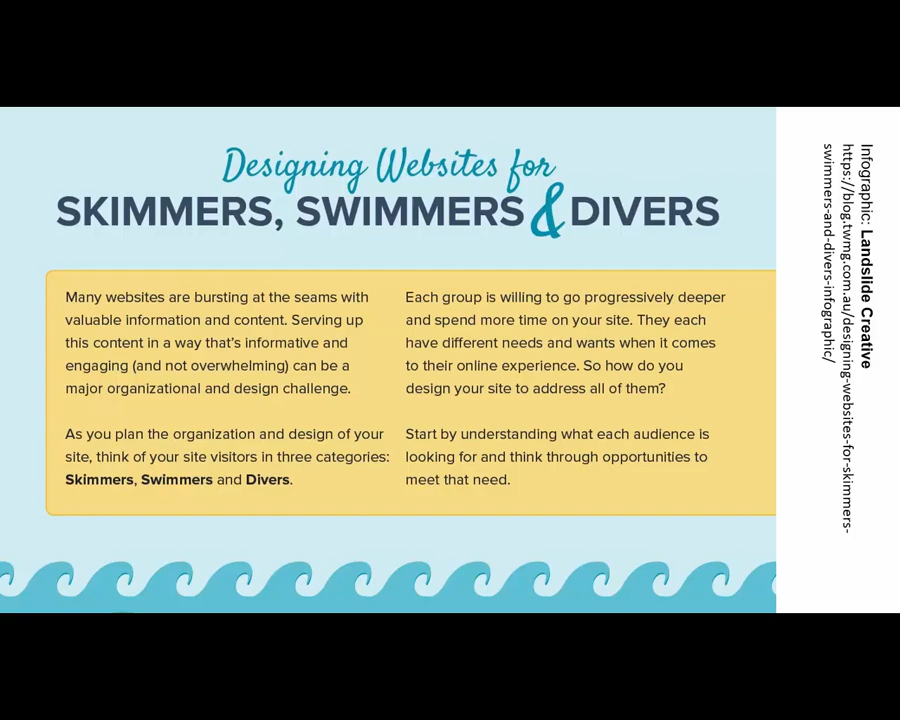 Designing Websites for
SKIMMERS, SWIMMERS & DIVERS
Many websites are bursting at the seams with
valuable information and content. Serving up
this content in a way that's informative and
engaging (and not overwhelming) can be a
major organizational and design challenge.
As you plan the organization and design of your
site, think of your site visitors in three categories:
Skimmers, Swimmers and Divers.
Each group is willing to go progressively deeper
and spend more time on your site. They each
have different needs and wants when it comes
to their online experience. So how do you
design your site to address all of them?
Start by understanding what each audience is
looking for and think through opportunities to
meet that need.
Infographic: Landslide Creative
https://blog.twmg.com.au/designing-websites-for-skimmers-
swimmers-and-divers-infographic/